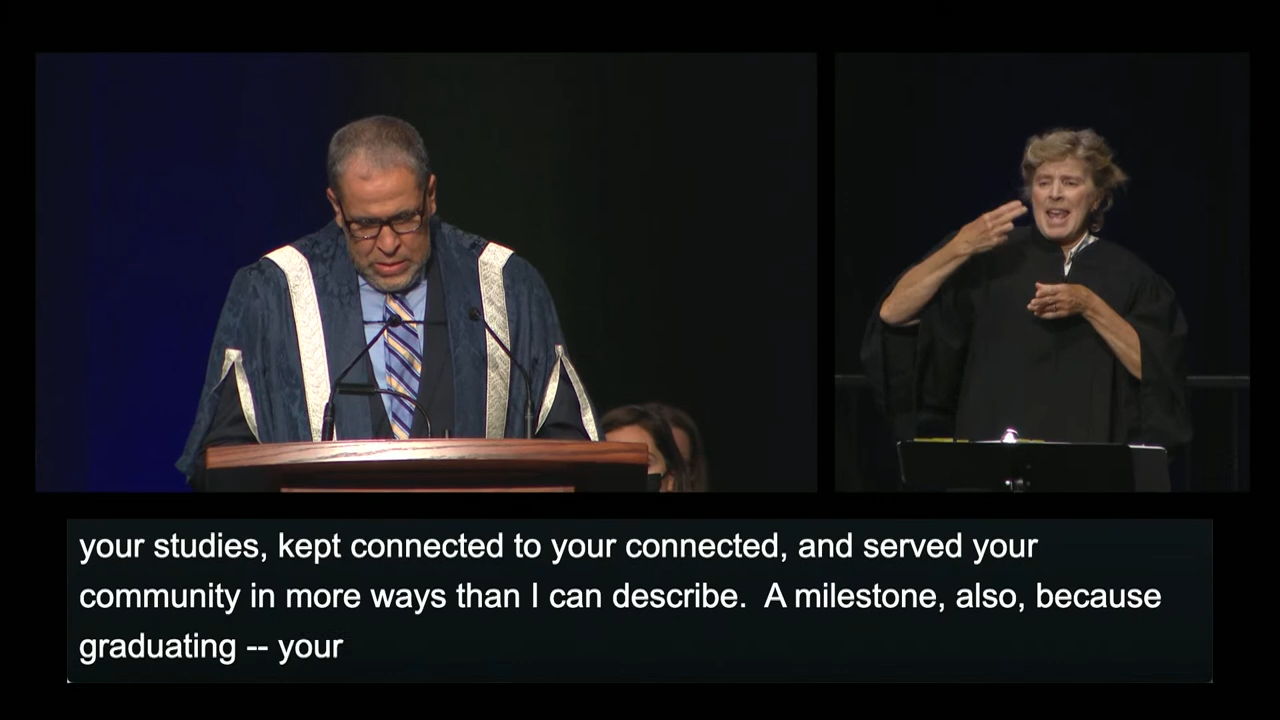 your studies, kept connected to your connected, and served your
community in more ways than I can describe.  A milestone, also, because
graduating -- your